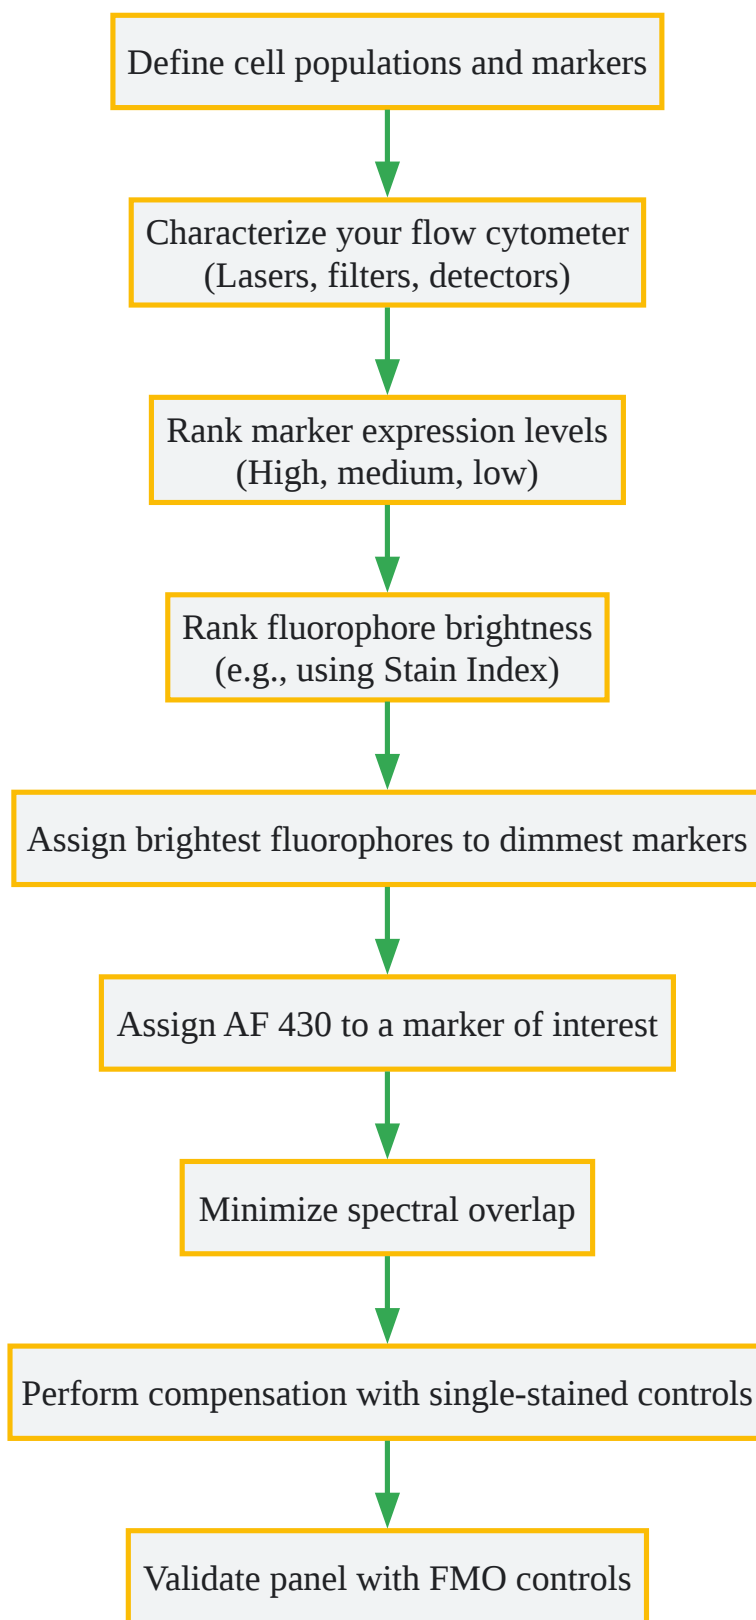 Define cell populations and markers
Characterize your flow cytometer
(Lasers, filters, detectors)
Rank marker expression levels
(High, medium, low)
Rank fluorophore brightness
(e.g., using Stain Index)
Assign brightest fluorophores to dimmest markers
Assign AF 430 to a marker of interest
Minimize spectral overlap
Perform compensation with single-stained controls
Validate panel with FMO controls